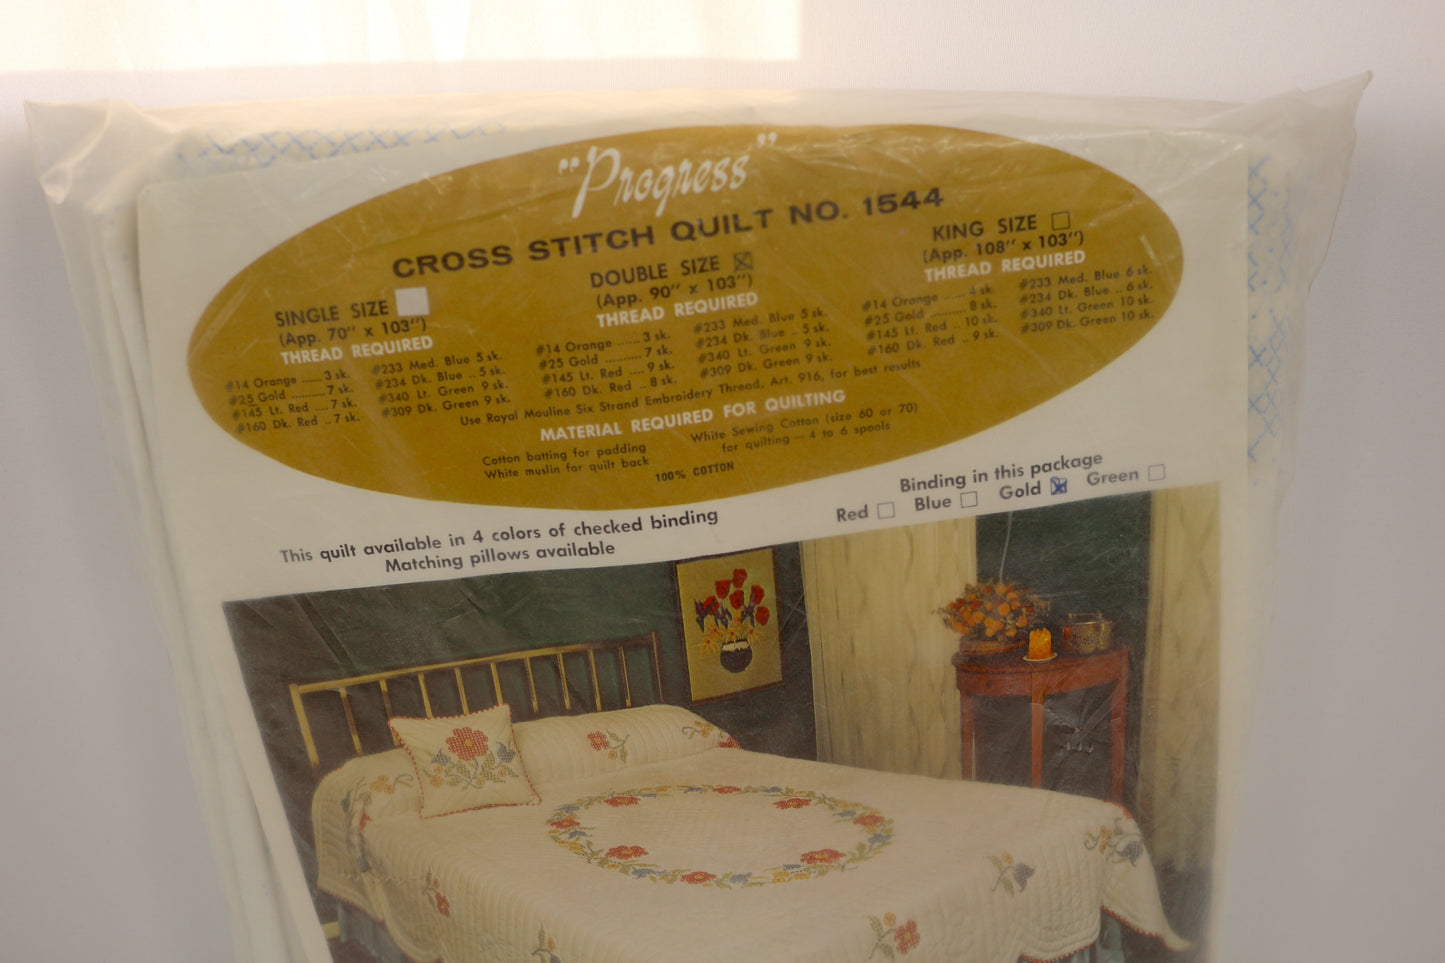 "Progress"
CROSS STITCH QUILT NO. 1544
SINGLE SIZE
(App. 70" x 103")
THREAD REQUIRED
#14 Orange ...... 3 sk.
#25 Gold .......... 7 sk.
#145 Lt. Red .... 7 sk.
#160 Dk. Red .. 7 sk.
#233 Med. Blue 5 sk.
#234 Dk. Blue .. 5 sk.
#340 Lt. Green 9 sk.
#309 Dk. Green 9 sk.
DOUBLE SIZE
(App. 90" x 103")
THREAD REQUIRED
#14 Orange ...... 3 sk.
#25 Gold .......... 7 sk.
#145 Lt. Red .... 9 sk.
#160 Dk. Red .. 8 sk.
#233 Med. Blue 5 sk.
#234 Dk. Blue .. 5 sk.
#340 Lt. Green 9 sk.
#309 Dk. Green 9 sk.
KING SIZE
(App. 108" x 103")
THREAD REQUIRED
#14 Orange ...... 4 sk.
#25 Gold .......... 8 sk.
#145 Lt. Red .. 10 sk.
#160 Dk. Red .. 9 sk.
#233 Med. Blue 6 sk.
#234 Dk. Blue .. 6 sk.
#340 Lt. Green 10 sk.
#309 Dk. Green 10 sk.
Use Royal Mouline Six Strand Embroidery Thread, Art. 916, for best results
MATERIAL REQUIRED FOR QUILTING
Cotton batting for padding
White muslin for quilt back
White Sewing Cotton (size 60 or 70)
for quilting — 4 to 6 spools
100% COTTON
This quilt available in 4 colors of checked binding
Matching pillows available
Binding in this package
Red Blue Gold Green